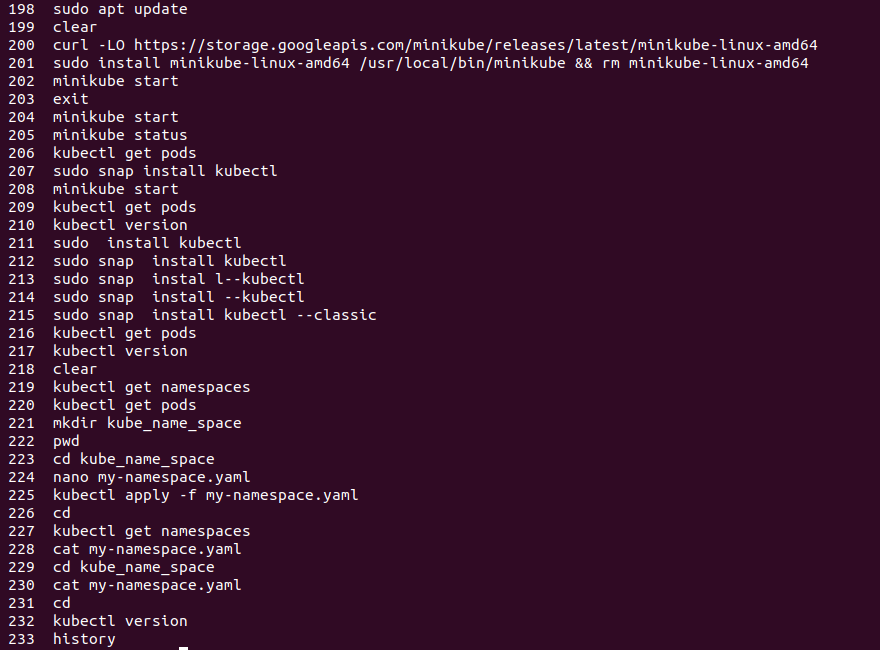 198 sudo apt update
199 clear
200 curl -LO https://storage.googleapis.com/minikube/releases/latest/minikube-linux-amd64
201 sudo install minikube-linux-amd64 /usr/local/bin/minikube && rm minikube-linux-amd64
202 minikube start
203 exit
204 minikube start
205 minikube status
206 kubectl get pods
207 sudo snap install kubectl
208 minikube start
209 kubectl get pods
210 kubectl version
211 sudo  install kubectl
212 sudo snap  install kubectl
213 sudo snap  instal l--kubectl
214 sudo snap  install --kubectl
215 sudo snap  install kubectl --classic
216 kubectl get pods
217 kubectl version
218 clear
219 kubectl get namespaces
220 kubectl get pods
221 mkdir kube_name_space
222 pwd
223 cd kube_name_space
224 nano my-namespace.yaml
225 kubectl apply -f my-namespace.yaml
226 cd
227 kubectl get namespaces
228 cat my-namespace.yaml
229 cd kube_name_space
230 cat my-namespace.yaml
231 cd
232 kubectl version
233 history